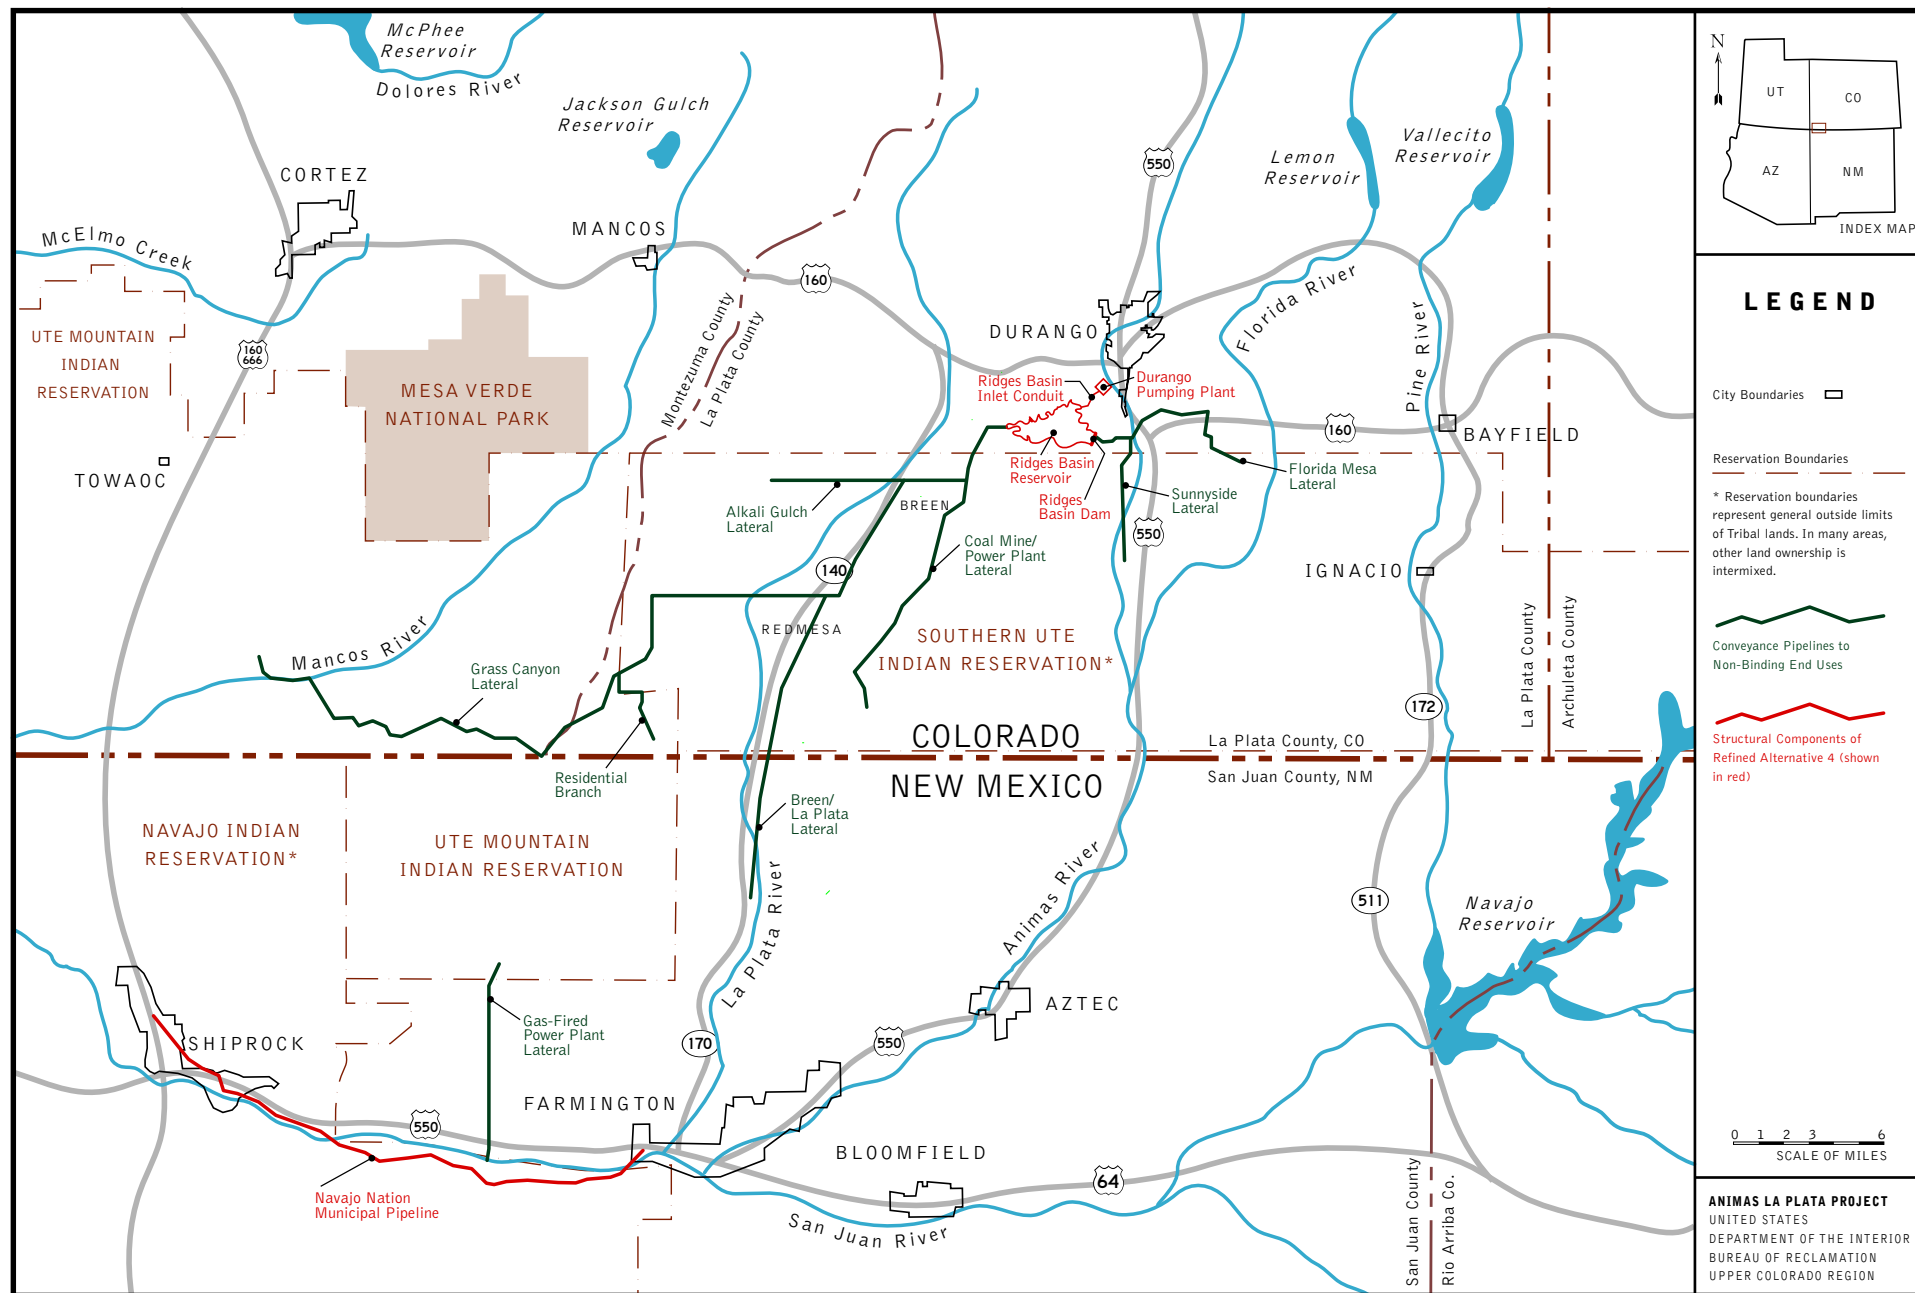 McPhee
Reservoir
Dolores River
Jackson Gulch
Reservoir
CORTEZ
McElmo Creek
MANCOS
550
Lemon
Reservoir
Vallecito
Reservoir
160
UTE MOUNTAIN
INDIAN
RESERVATION
160
666
MESA VERDE
NATIONAL PARK
Montezuma County
La Plata County
DURANGO
Florida River
Pine River
Ridges Basin
Inlet Conduit
Durango
Pumping Plant
160
BAYFIELD
TOWAOC
Ridges Basin
Reservoir
Ridges
Basin Dam
Florida Mesa
Lateral
Sunnyside
Lateral
Alkali Gulch
Lateral
BREEN
550
Coal Mine/
Power Plant
Lateral
140
IGNACIO
REDMESA
SOUTHERN UTE
INDIAN RESERVATION*
Mancos River
Grass Canyon
Lateral
La Plata County
Archuleta County
172
COLORADO
La Plata County, CO
NEW MEXICO
San Juan County, NM
Residential
Branch
Breen/
La Plata
Lateral
NAVAJO INDIAN
RESERVATION*
UTE MOUNTAIN
INDIAN RESERVATION
La Plata River
Animas River
511
Navajo
Reservoir
AZTEC
SHIPROCK
Gas-Fired
Power Plant
Lateral
170
550
FARMINGTON
550
BLOOMFIELD
64
Navajo Nation
Municipal Pipeline
San Juan River
San Juan County
Rio Arriba Co.
N
UT
CO
AZ
NM
INDEX MAP
LEGEND
City Boundaries
Reservation Boundaries
* Reservation boundaries
represent general outside limits
of Tribal lands. In many areas,
other land ownership is
intermixed.
Conveyance Pipelines to
Non-Binding End Uses
Structural Components of
Refined Alternative 4 (shown
in red)
0 1 2 3 6
SCALE OF MILES
ANIMAS LA PLATA PROJECT
UNITED STATES
DEPARTMENT OF THE INTERIOR
BUREAU OF RECLAMATION
UPPER COLORADO REGION